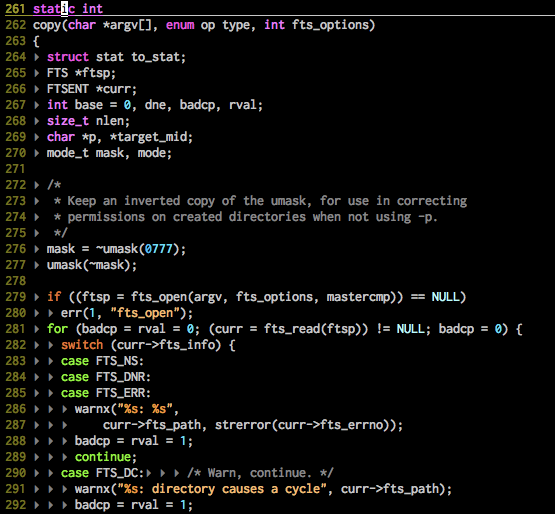 261 static int
262 copy(char *argv[], enum op type, int fts_options)
263 {
264 ▸ struct stat to_stat;
265 ▸ FTS *ftsp;
266 ▸ FTSENT *curr;
267 ▸ int base = 0, dne, badcp, rval;
268 ▸ size_t nlen;
269 ▸ char *p, *target_mid;
270 ▸ mode_t mask, mode;
271
272 ▸ /*
273 ▸  * Keep an inverted copy of the umask, for use in correcting
274 ▸  * permissions on created directories when not using -p.
275 ▸  */
276 ▸ mask = ~umask(0777);
277 ▸ umask(~mask);
278
279 ▸ if ((ftsp = fts_open(argv, fts_options, mastercmp)) == NULL)
280 ▸ ▸ err(1, "fts_open");
281 ▸ for (badcp = rval = 0; (curr = fts_read(ftsp)) != NULL; badcp = 0) {
282 ▸ ▸ switch (curr->fts_info) {
283 ▸ ▸ case FTS_NS:
284 ▸ ▸ case FTS_DNR:
285 ▸ ▸ case FTS_ERR:
286 ▸ ▸ ▸ warnx("%s: %s",
287 ▸ ▸ ▸     curr->fts_path, strerror(curr->fts_errno));
288 ▸ ▸ ▸ badcp = rval = 1;
289 ▸ ▸ ▸ continue;
290 ▸ ▸ case FTS_DC:▸ ▸ ▸ /* Warn, continue. */
291 ▸ ▸ ▸ warnx("%s: directory causes a cycle", curr->fts_path);
292 ▸ ▸ ▸ badcp = rval = 1;